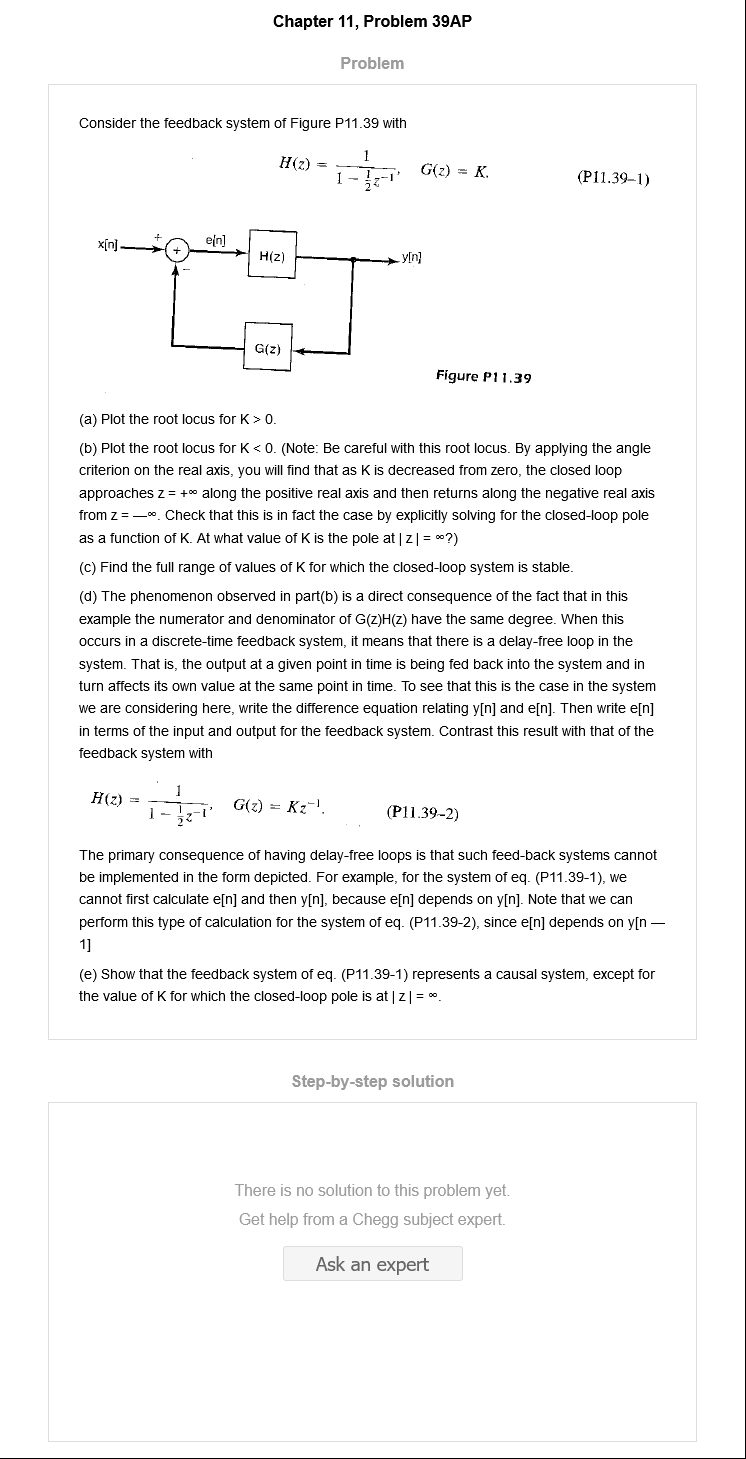 Chapter 11, Problem 39AP
Problem
Consider the feedback system of Figure P11.39 with
H(z) = 1 / (1 − ½z⁻¹), G(z) = K. (P11.39–1)
x[n] + + e[n] H(z) y[n]
−
G(z)
Figure P11.39
(a) Plot the root locus for K > 0.
(b) Plot the root locus for K < 0. (Note: Be careful with this root locus. By applying the angle
criterion on the real axis, you will find that as K is decreased from zero, the closed loop
approaches z = +∞ along the positive real axis and then returns along the negative real axis
from z = —∞. Check that this is in fact the case by explicitly solving for the closed-loop pole
as a function of K. At what value of K is the pole at | z | = ∞?)
(c) Find the full range of values of K for which the closed-loop system is stable.
(d) The phenomenon observed in part(b) is a direct consequence of the fact that in this
example the numerator and denominator of G(z)H(z) have the same degree. When this
occurs in a discrete-time feedback system, it means that there is a delay-free loop in the
system. That is, the output at a given point in time is being fed back into the system and in
turn affects its own value at the same point in time. To see that this is the case in the system
we are considering here, write the difference equation relating y[n] and e[n]. Then write e[n]
in terms of the input and output for the feedback system. Contrast this result with that of the
feedback system with
H(z) = 1 / (1 − ½z⁻¹), G(z) = Kz⁻¹. (P11.39–2)
The primary consequence of having delay-free loops is that such feed-back systems cannot
be implemented in the form depicted. For example, for the system of eq. (P11.39-1), we
cannot first calculate e[n] and then y[n], because e[n] depends on y[n]. Note that we can
perform this type of calculation for the system of eq. (P11.39-2), since e[n] depends on y[n —
1]
(e) Show that the feedback system of eq. (P11.39-1) represents a causal system, except for
the value of K for which the closed-loop pole is at | z | = ∞.
Step-by-step solution
There is no solution to this problem yet.
Get help from a Chegg subject expert.
Ask an expert